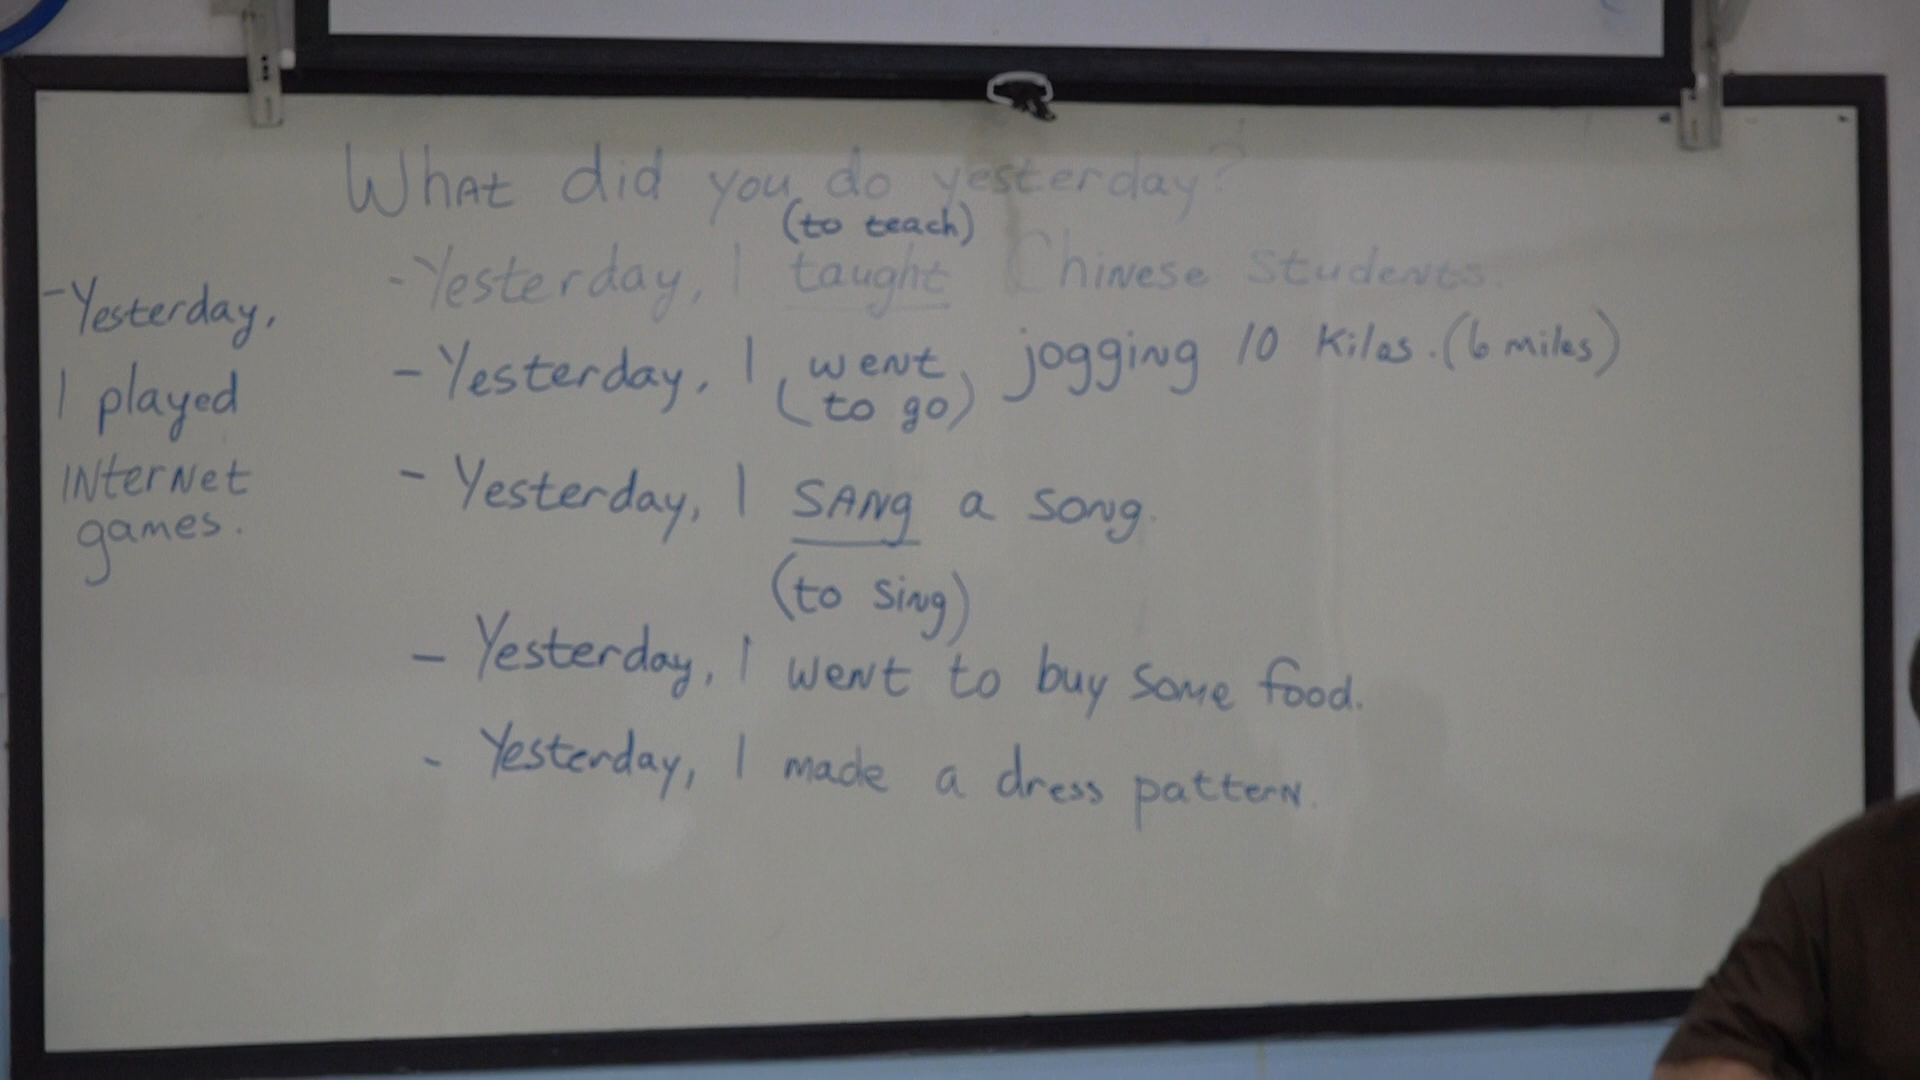 What did you do yesterday?
(to teach)
-Yesterday, I taught Chinese Students.
-Yesterday, I went jogging 10 Kilos. (6 miles)
(to go)
- Yesterday, I SANg a song.
(to sing)
- Yesterday, I went to buy some food.
- Yesterday, I made a dress pattern.
-Yesterday,
I played
INterNet
games.